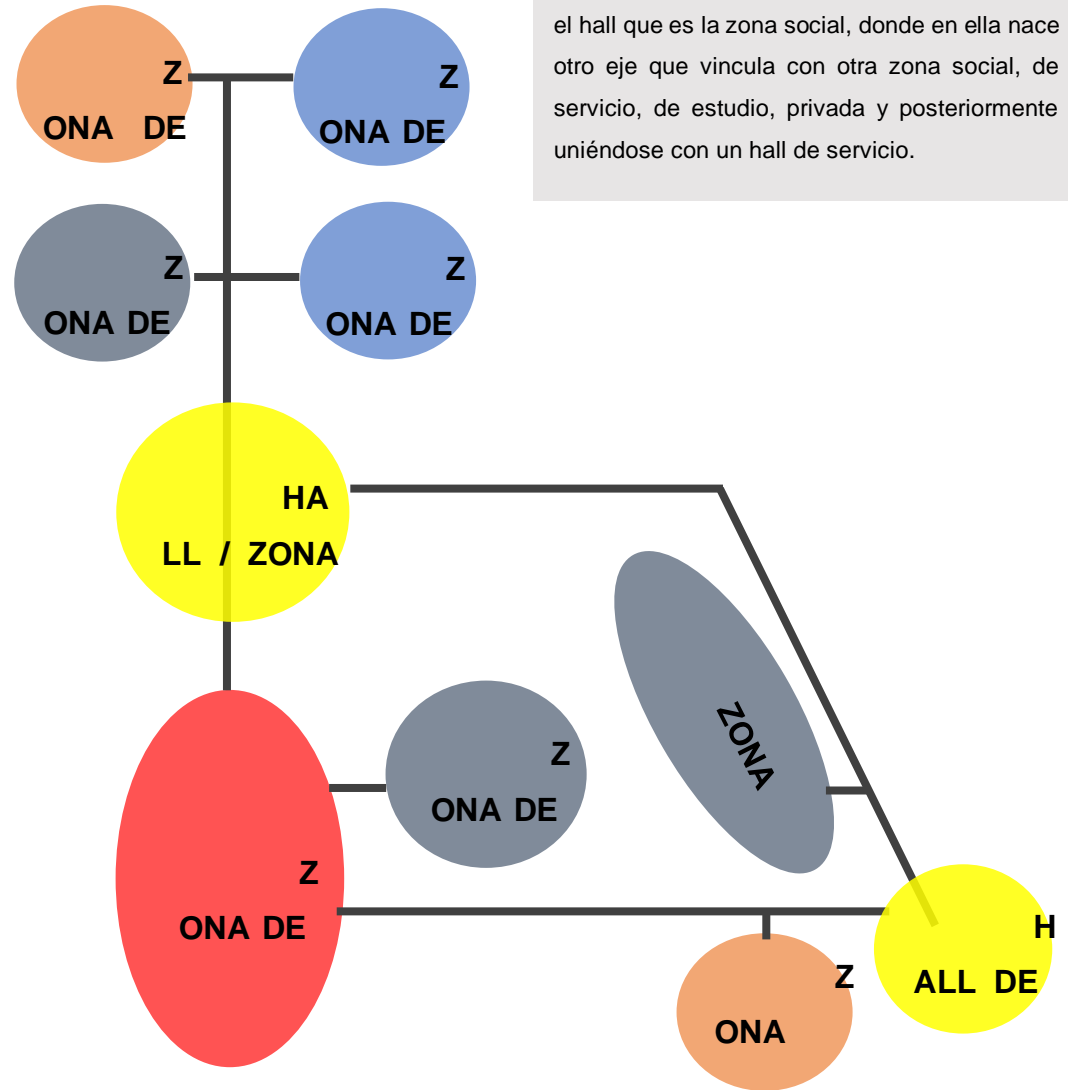 el hall que es la zona social, donde en ella nace
otro eje que vincula con otra zona social, de
servicio, de estudio, privada y posteriormente
uniéndose con un hall de servicio.
Z
ONA DE
Z
ONA DE
Z
ONA DE
Z
ONA DE
HA
LL / ZONA
ZONA
Z
ONA DE
Z
ONA DE
Z
ONA
H
ALL DE